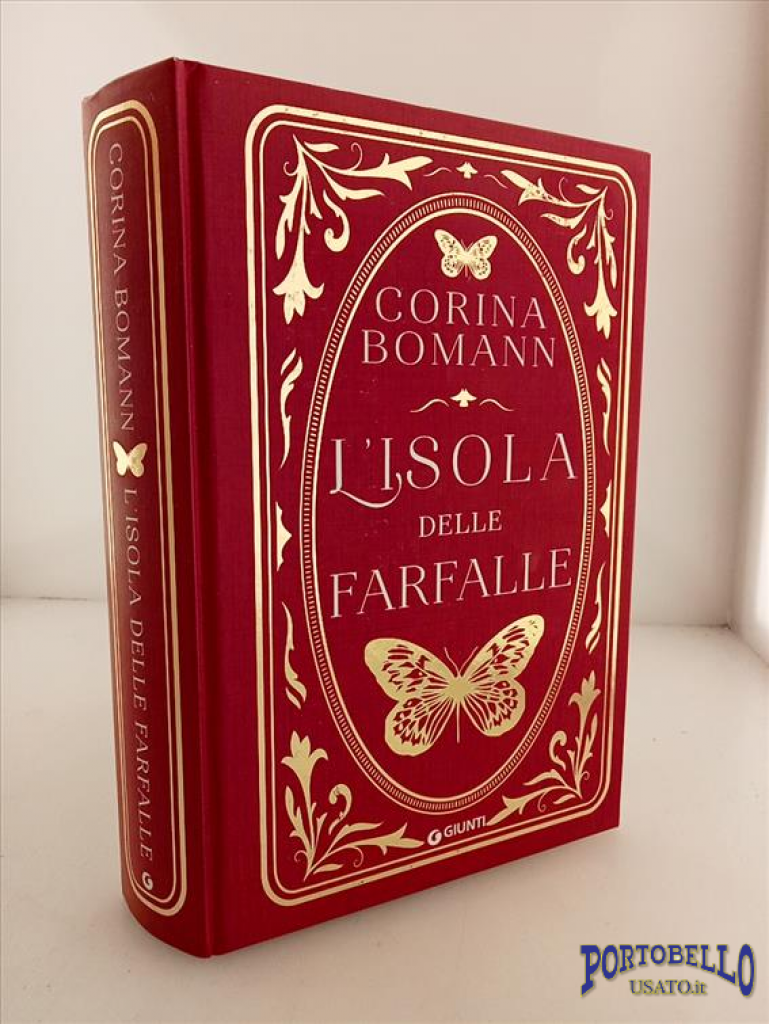 CORINA BOMANN L'ISOLA DELLE FARFALLE
CORINA
BOMANN
L'ISOLA
DELLE
FARFALLE
GIUNTI
PORTOBELLO
USATO.it